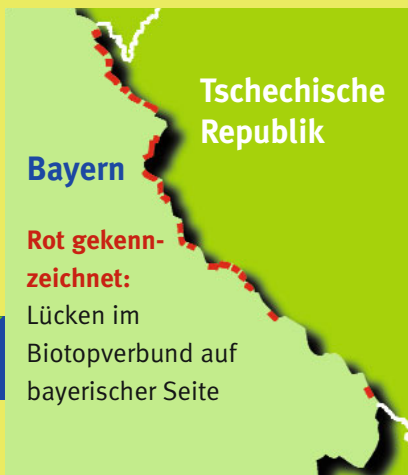 Tschechische
Republik
Bayern
Rot gekenn-
zeichnet:
Lücken im
Biotopverbund auf
bayerischer Seite